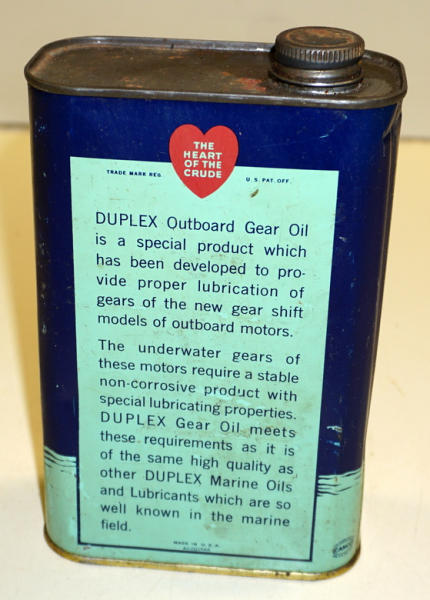 THE
HEART
OF THE
CRUDE
TRADE MARK REG. U.S. PAT. OFF.
DUPLEX Outboard Gear Oil
is a special product which
has been developed to pro-
vide proper lubrication of
gears of the new gear shift
models of outboard motors.
The underwater gears of
these motors require a stable
non-corrosive product with
special lubricating properties.
DUPLEX Gear Oil meets
these requirements as it is
of the same high quality as
other DUPLEX Marine Oils
and Lubricants which are so
well known in the marine
field.
MADE IN U.S.A.